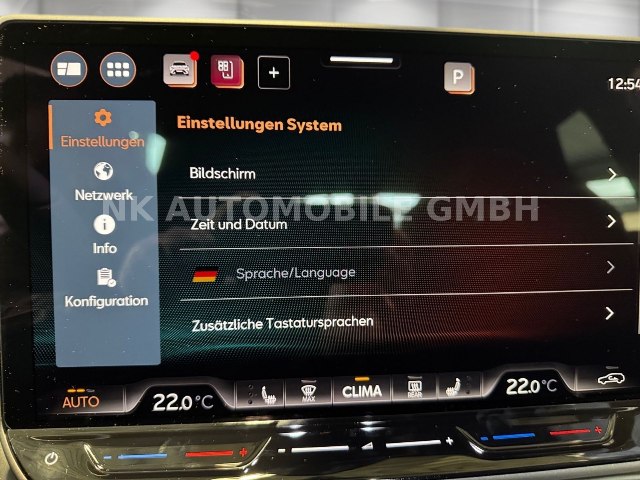 P
12:54
Einstellungen
Einstellungen System
Bildschirm
Netzwerk
NK AUTOMOBILE GMBH
Zeit und Datum
Info
Sprache/Language
Konfiguration
Zusätzliche Tastatursprachen
AUTO
22.0°C
MAX
CLIMA
REAR
22.0°C